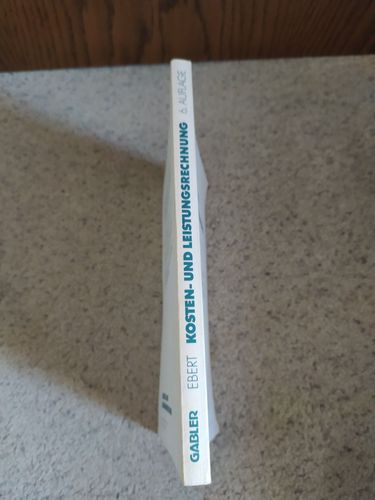 GABLER EBERT KOSTEN- UND LEISTUNGSRECHNUNG 6. AUFLAGE